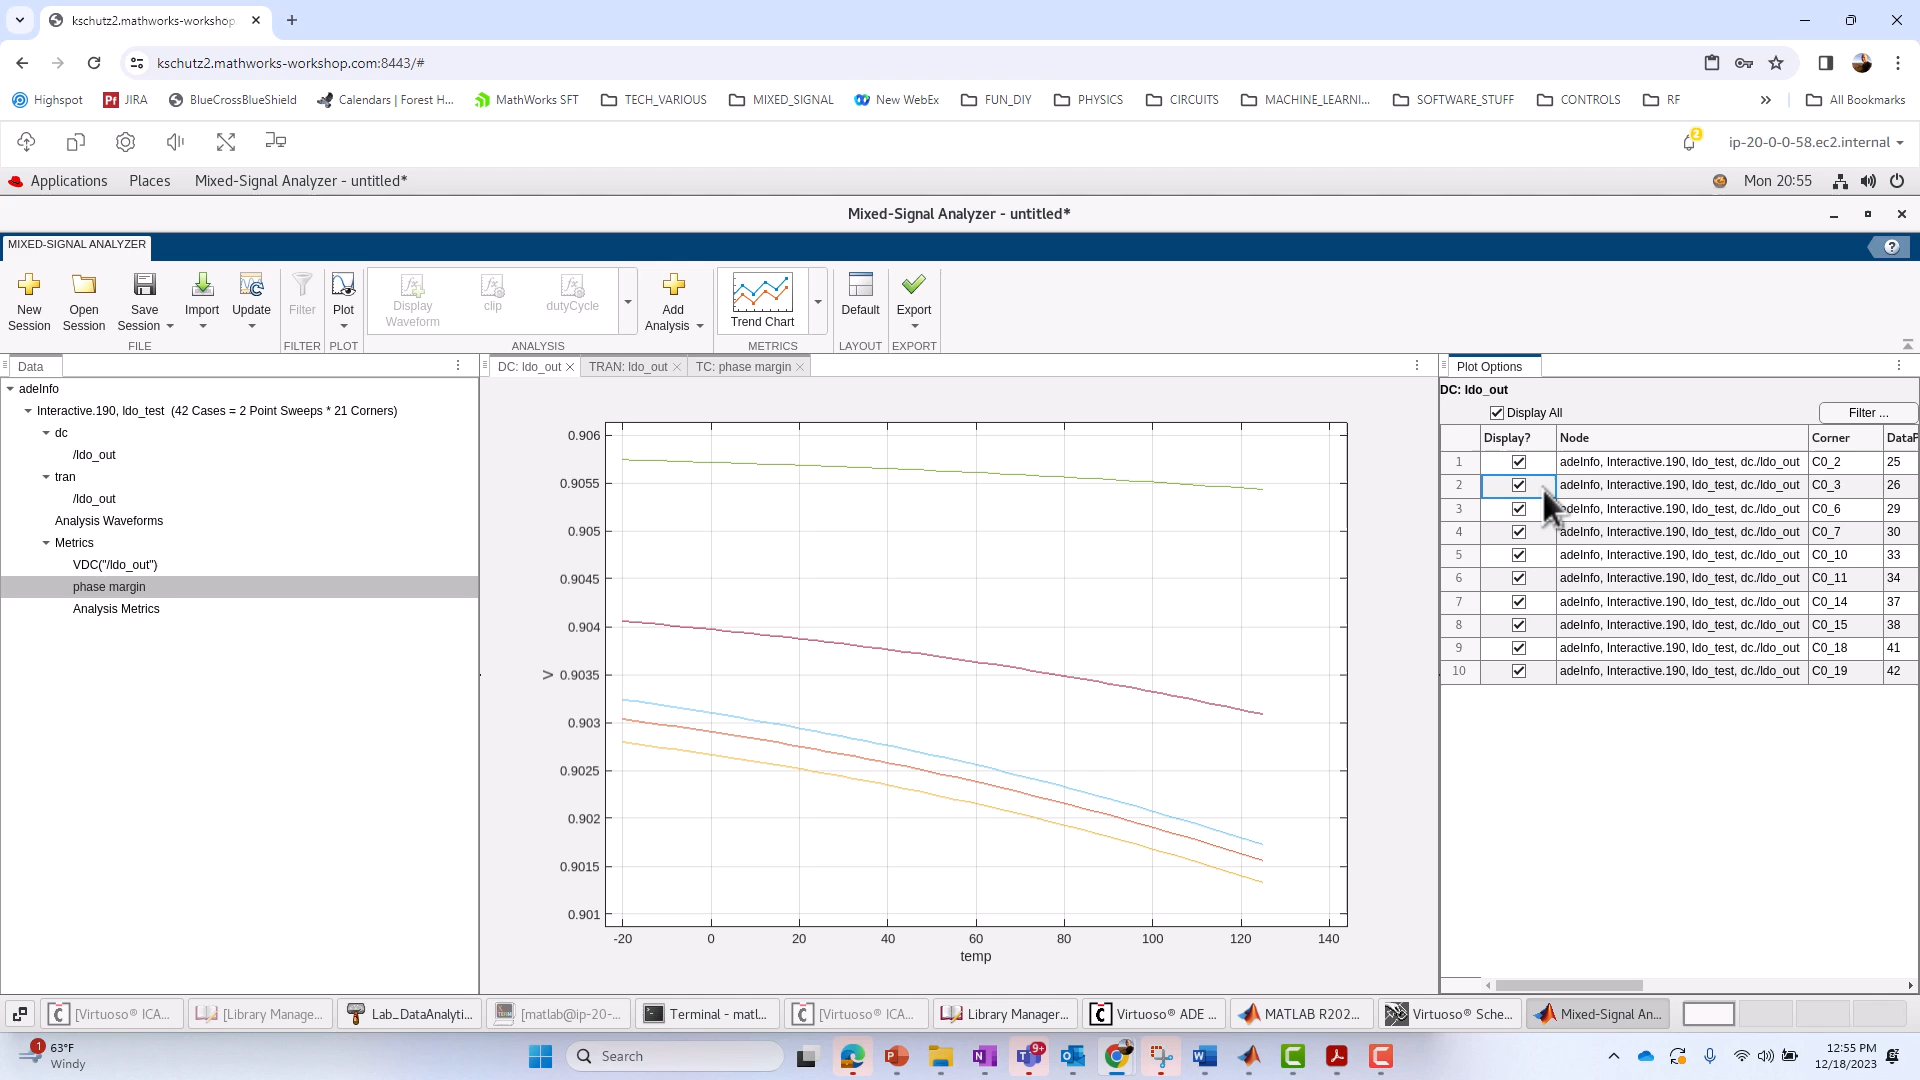 kschutz2.mathworks-workshop
kschutz2.mathworks-workshop.com:8443/#
Highspot JIRA BlueCrossBlueShield Calendars | Forest H... MathWorks SFT TECH_VARIOUS MIXED_SIGNAL New WebEx FUN_DIY PHYSICS CIRCUITS MACHINE_LEARNI... SOFTWARE_STUFF CONTROLS RF » All Bookmarks
2
ip-20-0-0-58.ec2.internal
Applications Places Mixed-Signal Analyzer - untitled* Mon 20:55
Mixed-Signal Analyzer - untitled*
MIXED-SIGNAL ANALYZER
New Session
Open Session
Save Session
Import
Update
Filter
Plot
Display Waveform
clip
dutyCycle
Add Analysis
Trend Chart
Default
Export
FILE FILTER PLOT ANALYSIS METRICS LAYOUT EXPORT
Data
adeInfo
Interactive.190, ldo_test (42 Cases = 2 Point Sweeps * 21 Corners)
dc
/ldo_out
tran
/ldo_out
Analysis Waveforms
Metrics
VDC("/ldo_out")
phase margin
Analysis Metrics
DC: ldo_out TRAN: ldo_out TC: phase margin
0.906
0.9055
0.905
0.9045
0.904
0.9035
0.903
0.9025
0.902
0.9015
0.901
V
-20 0 20 40 60 80 100 120 140
temp
Plot Options
DC: ldo_out
Display All Filter ...
Display? Node Corner DataP
1 adeInfo, Interactive.190, ldo_test, dc./ldo_out C0_2 25
2 adeInfo, Interactive.190, ldo_test, dc./ldo_out C0_3 26
3 adeInfo, Interactive.190, ldo_test, dc./ldo_out C0_6 29
4 adeInfo, Interactive.190, ldo_test, dc./ldo_out C0_7 30
5 adeInfo, Interactive.190, ldo_test, dc./ldo_out C0_10 33
6 adeInfo, Interactive.190, ldo_test, dc./ldo_out C0_11 34
7 adeInfo, Interactive.190, ldo_test, dc./ldo_out C0_14 37
8 adeInfo, Interactive.190, ldo_test, dc./ldo_out C0_15 38
9 adeInfo, Interactive.190, ldo_test, dc./ldo_out C0_18 41
10 adeInfo, Interactive.190, ldo_test, dc./ldo_out C0_19 42
[Virtuoso® ICA... [Library Manage... Lab_DataAnalyti... [matlab@ip-20-... Terminal - matl... [Virtuoso® ICA... Library Manager... Virtuoso® ADE ... MATLAB R202... Virtuoso® Sche... Mixed-Signal An...
1
63°F
Windy
Search
9+
12:55 PM
12/18/2023